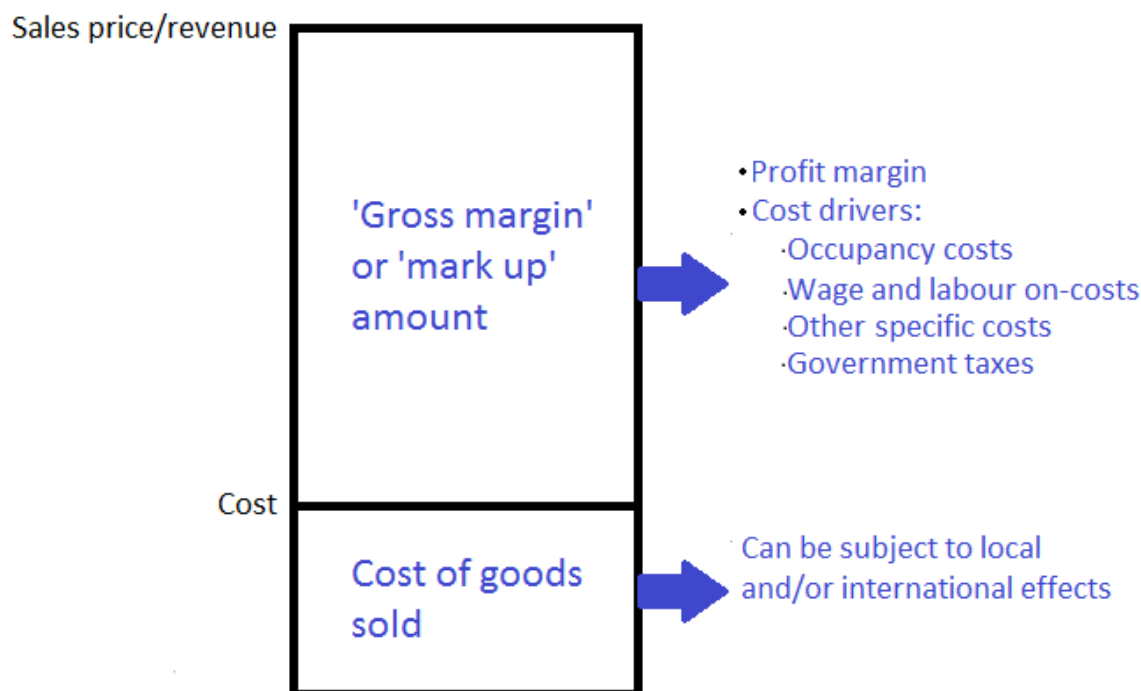 Sales price/revenue
'Gross margin'
or 'mark up'
amount
•Profit margin
•Cost drivers:
·Occupancy costs
·Wage and labour on-costs
·Other specific costs
·Government taxes
Cost
Cost of goods
sold
Can be subject to local
and/or international effects